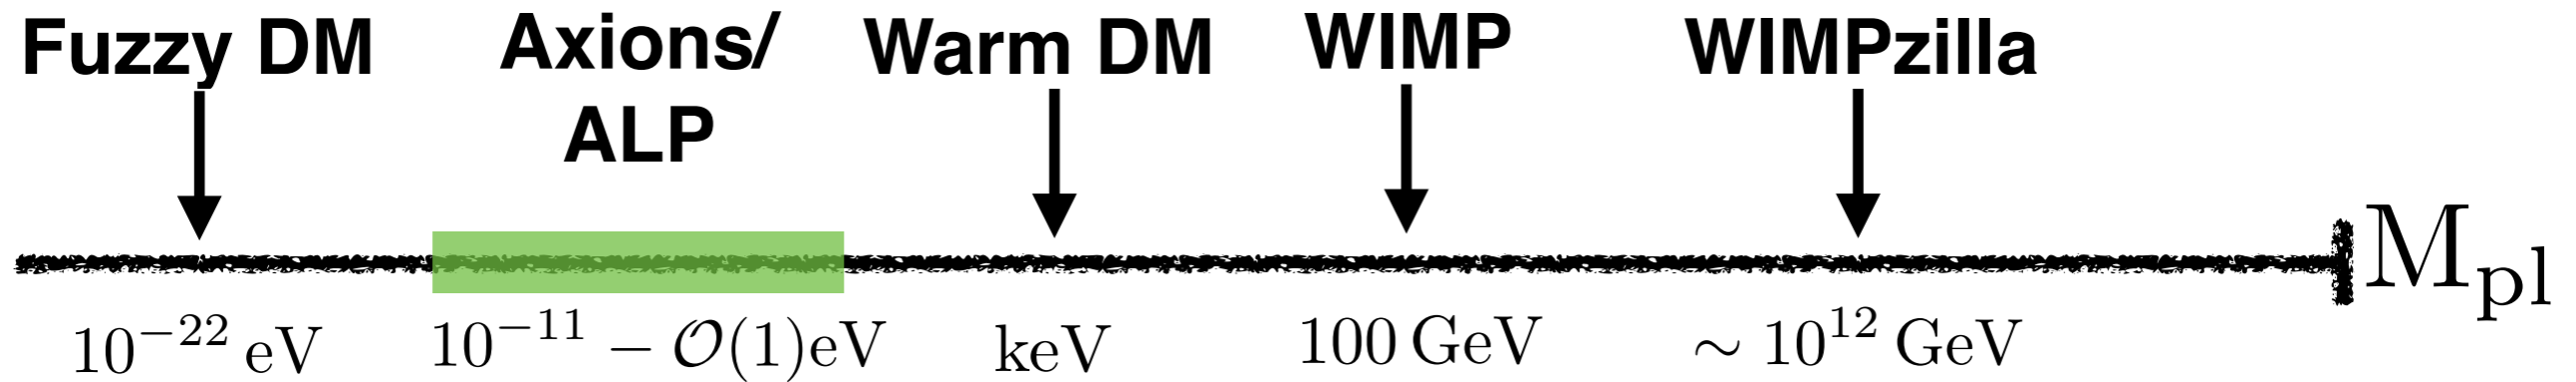 Fuzzy DM Axions/ Warm DM WIMP WIMPzilla
ALP
M_pl
10^{-22} eV 10^{-11} − 𝒪(1)eV keV 100 GeV ∼ 10^{12} GeV